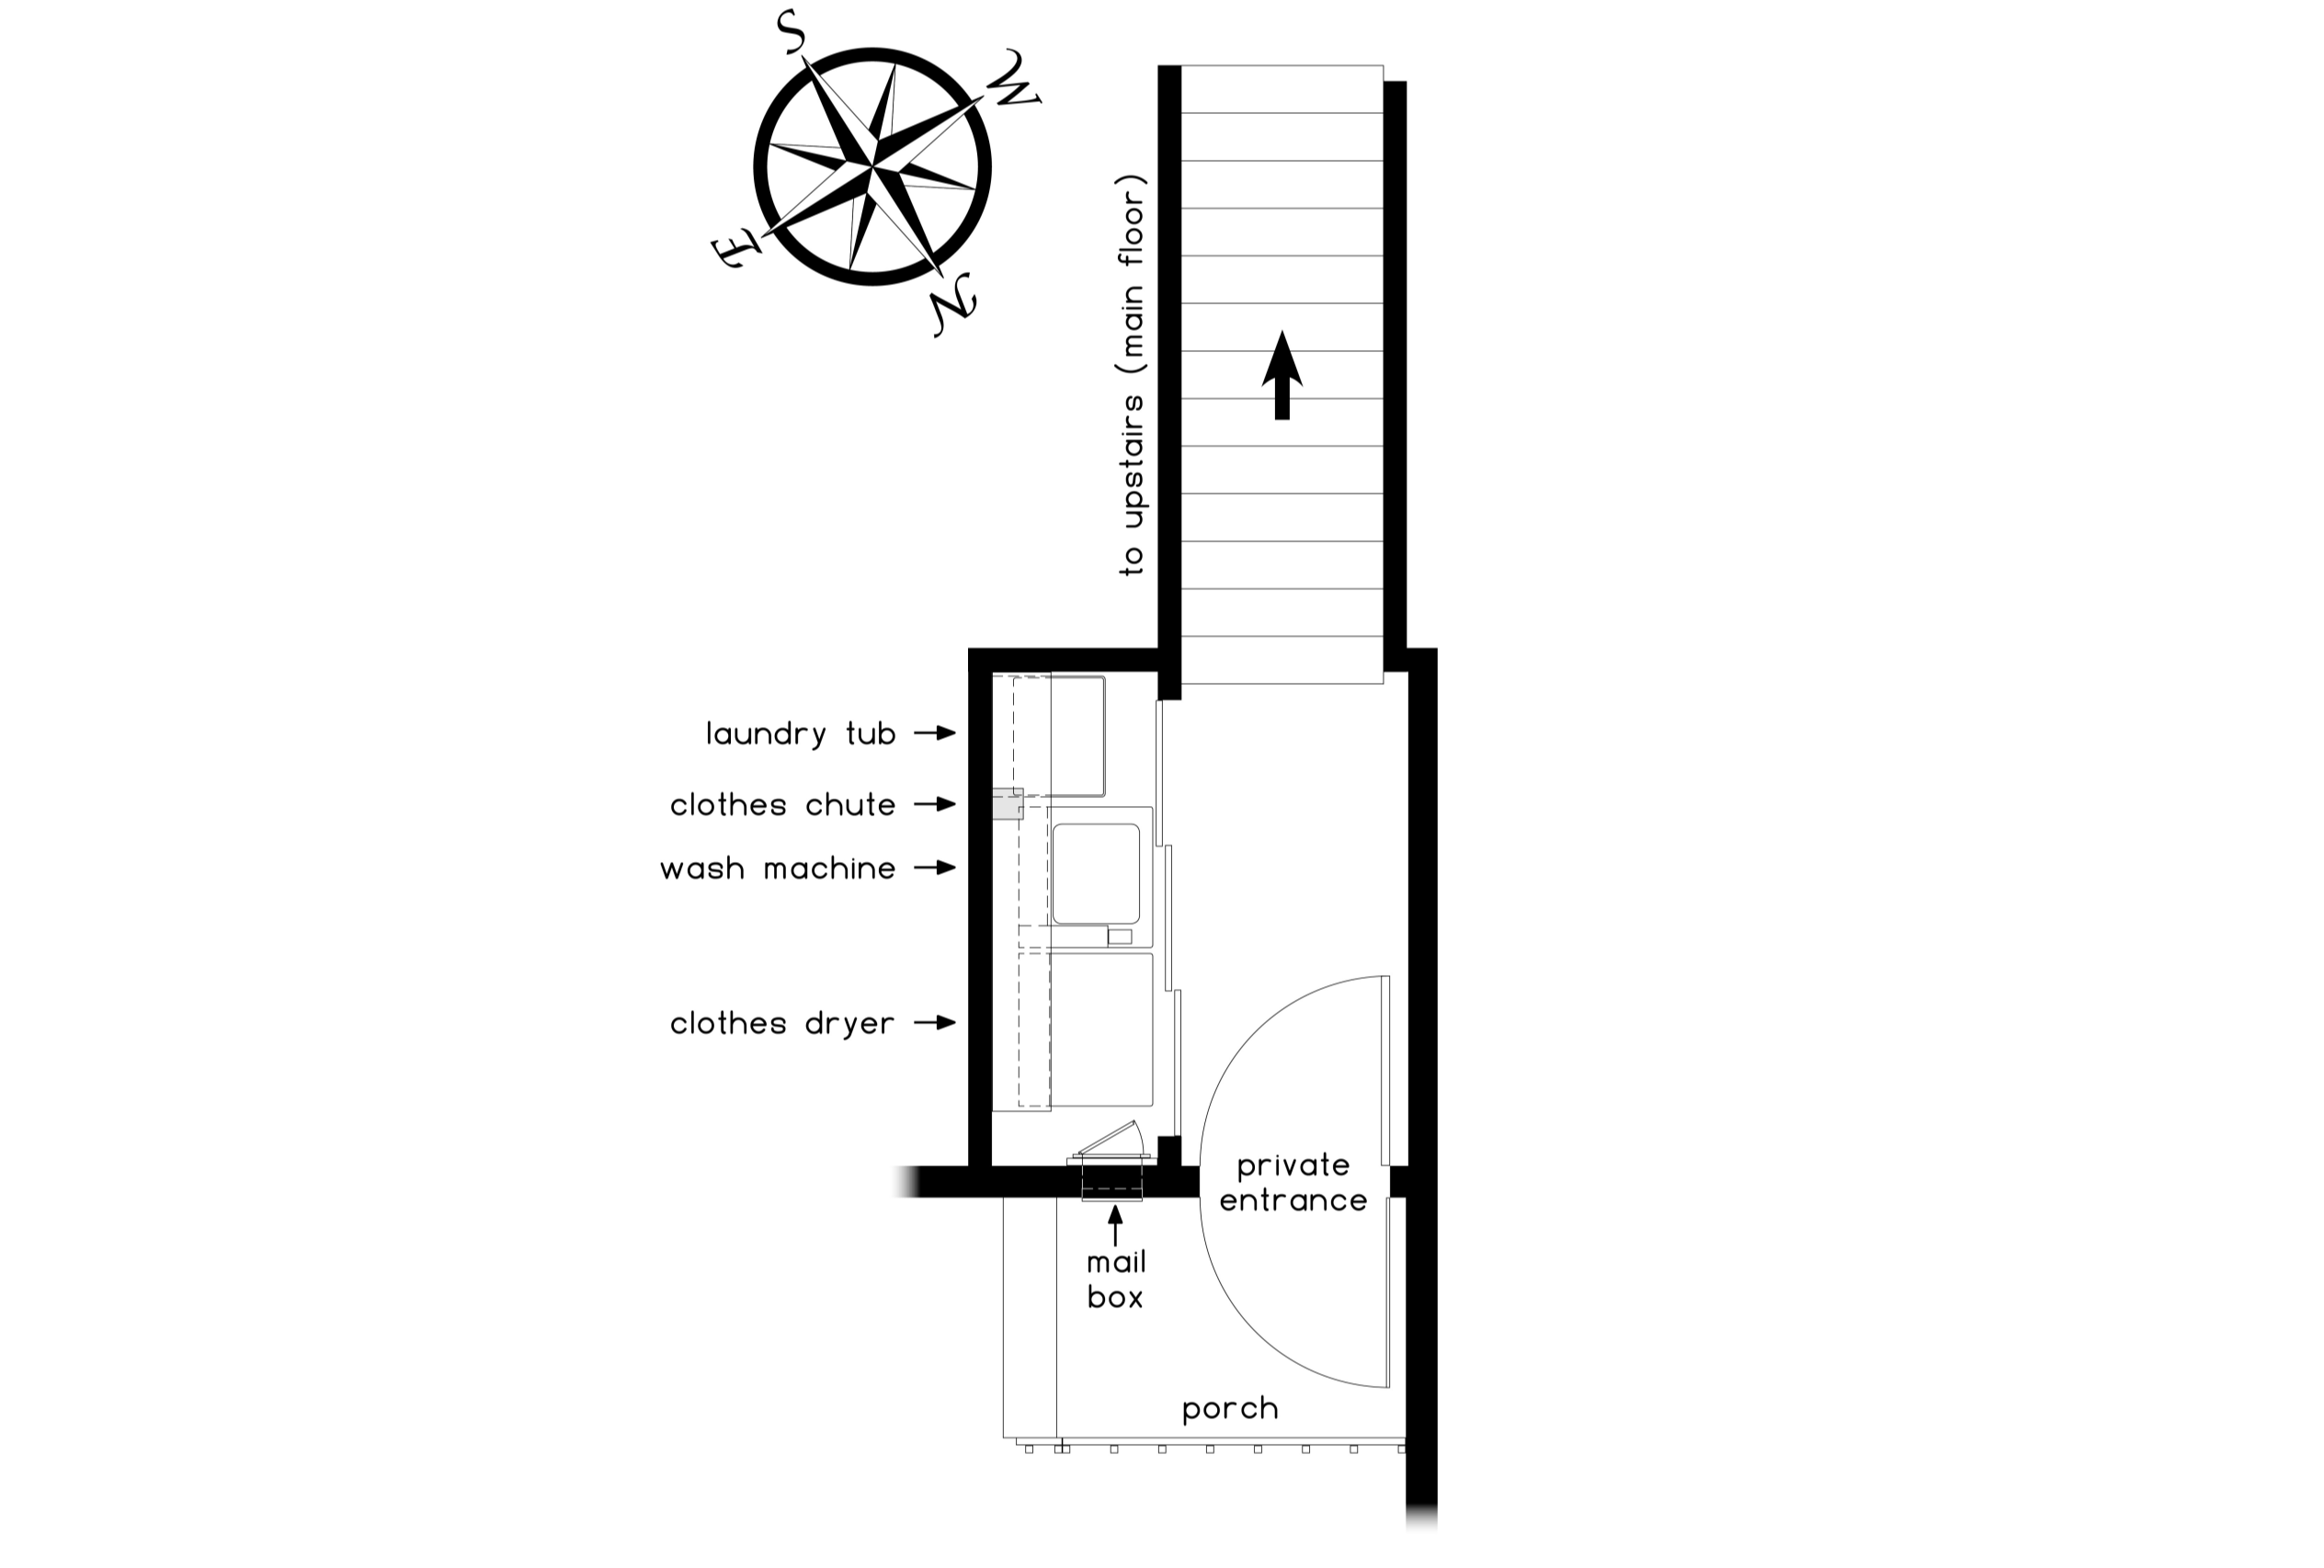 S
W
E
N
to upstairs (main floor)
laundry tub
clothes chute
wash machine
clothes dryer
private
entrance
mail
box
porch